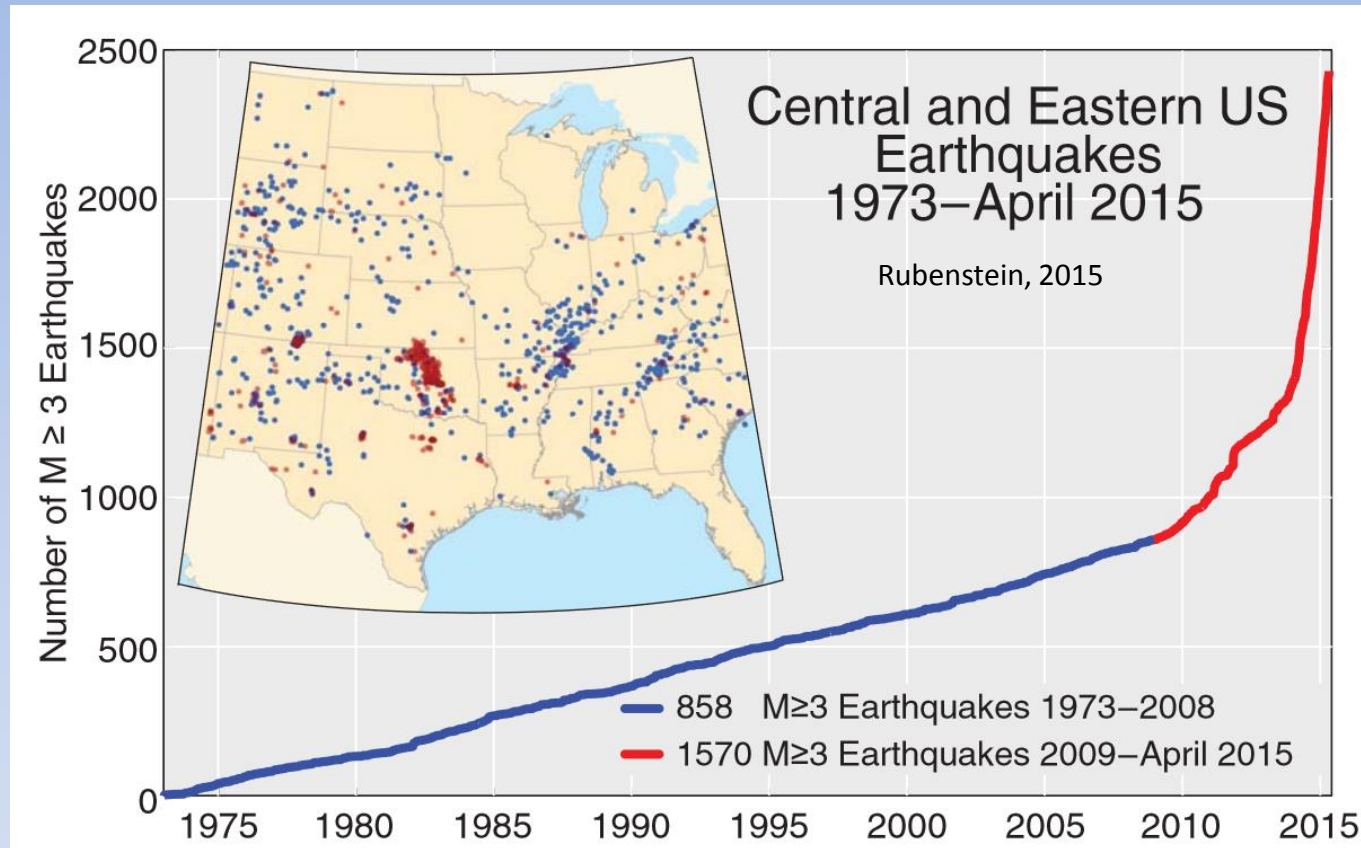 Central and Eastern US
Earthquakes
1973–April 2015
Rubenstein, 2015
Number of M ≥ 3 Earthquakes
2500
2000
1500
1000
500
0
858 M≥3 Earthquakes 1973–2008
1570 M≥3 Earthquakes 2009–April 2015
1975 1980 1985 1990 1995 2000 2005 2010 2015